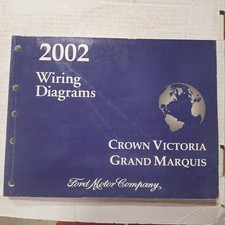 2002
Wiring
Diagrams
CROWN VICTORIA
GRAND MARQUIS
Ford Motor Company,